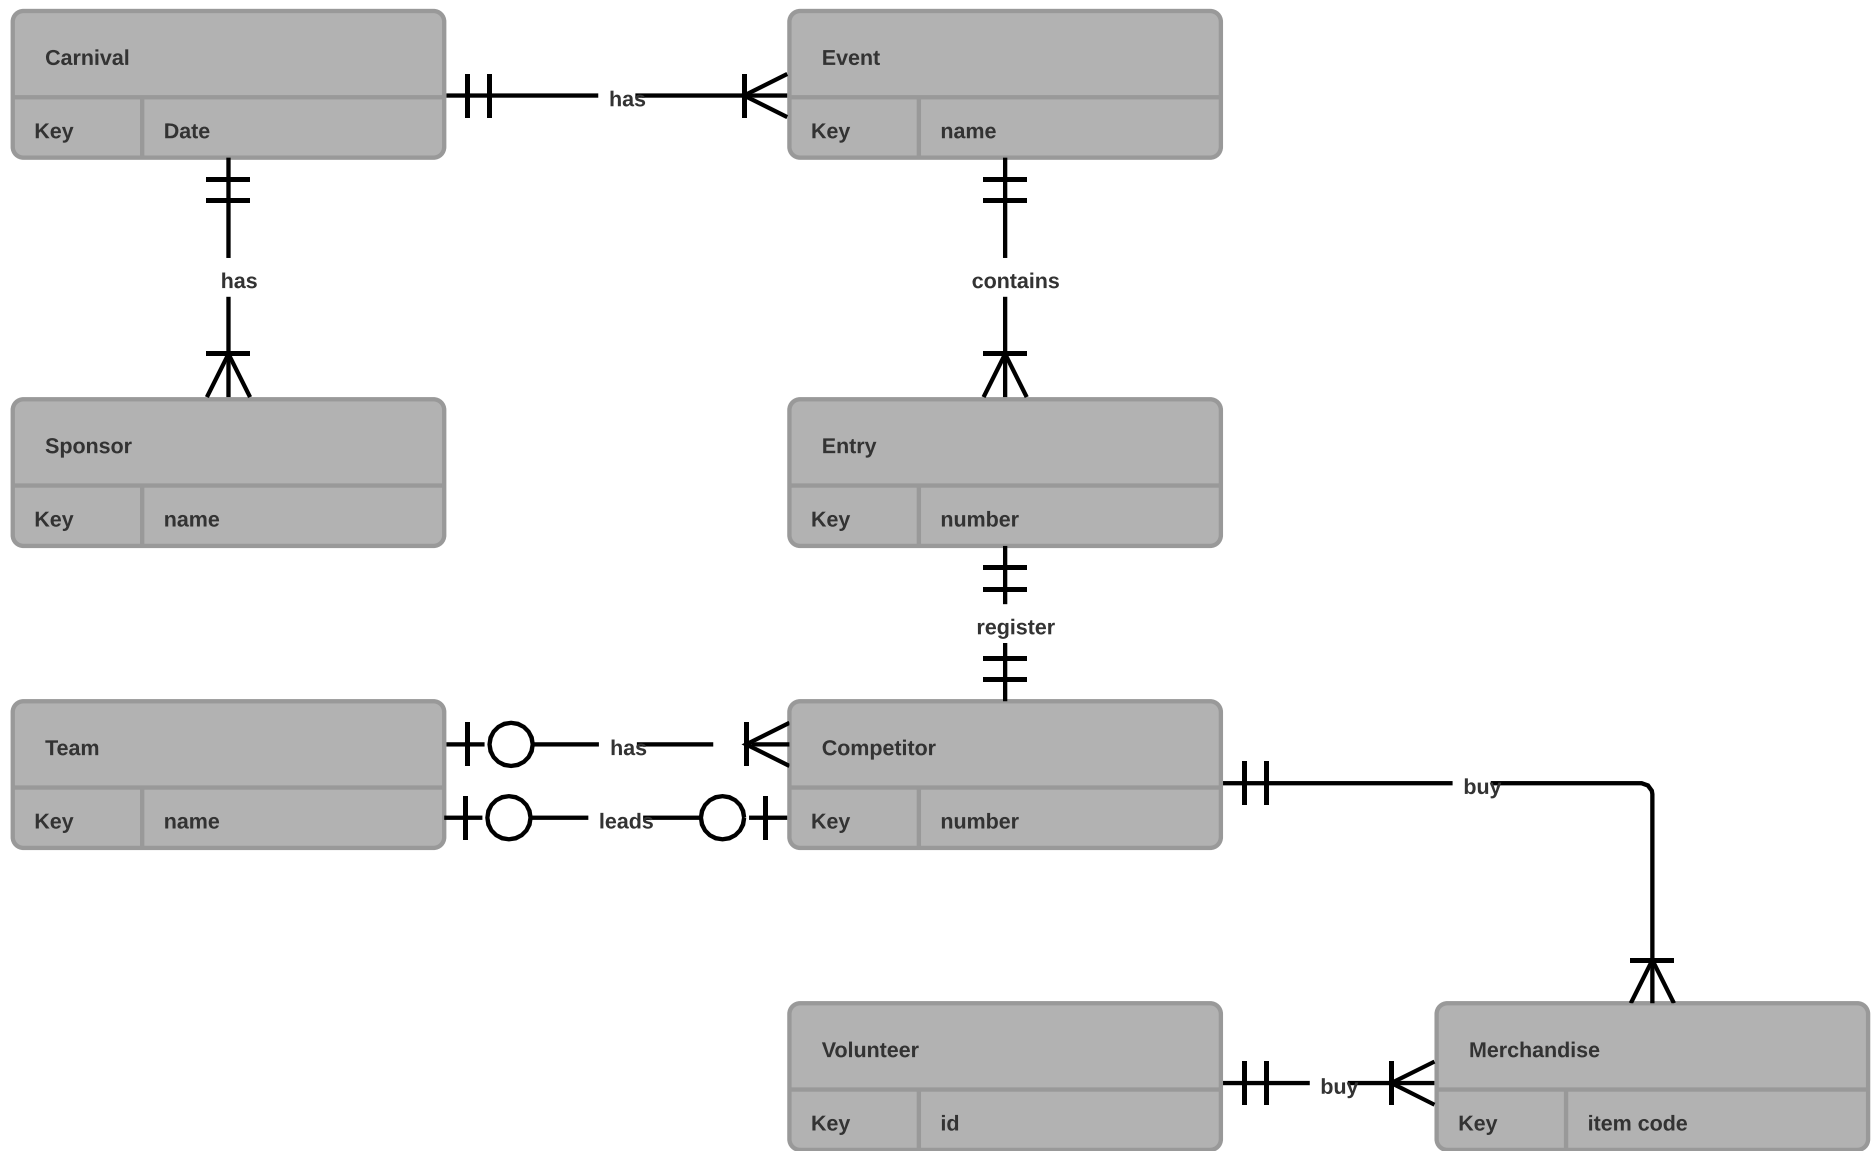 Carnival
Key Date
has
Event
Key name
has
contains
Sponsor
Key name
Entry
Key number
register
Team
Key name
has
leads
Competitor
Key number
buy
Volunteer
Key id
buy
Merchandise
Key item code